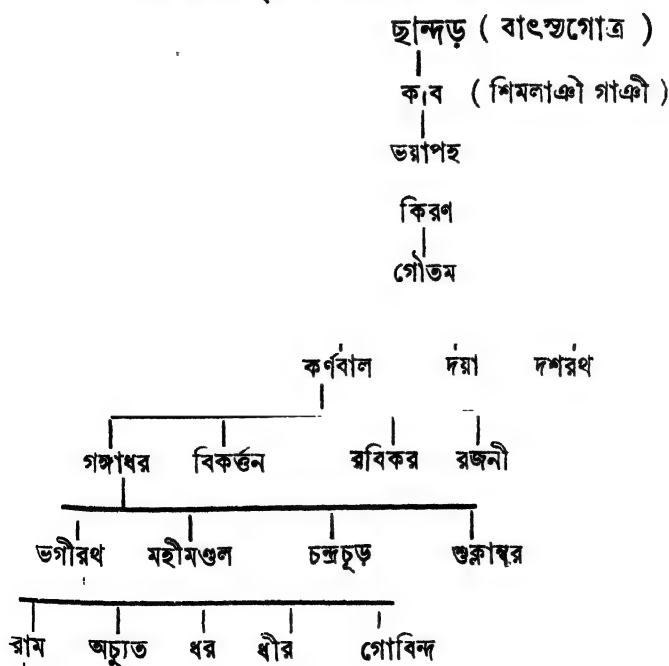 ছান্দড় ( বাৎস্যগোত্র )
কবি ( শিমলাঞী গাঞী )
ভয়াপহ
কিরণ
গৌতম
কর্ণবাল দয়া দশরথ
গঙ্গাধর বিকর্ত্তন রবিকর রজনী
ভগীরথ মহীমণ্ডল চন্দ্রচূড় শুক্লাম্বর
রাম অচ্যুত ধর ধীর গোবিন্দ